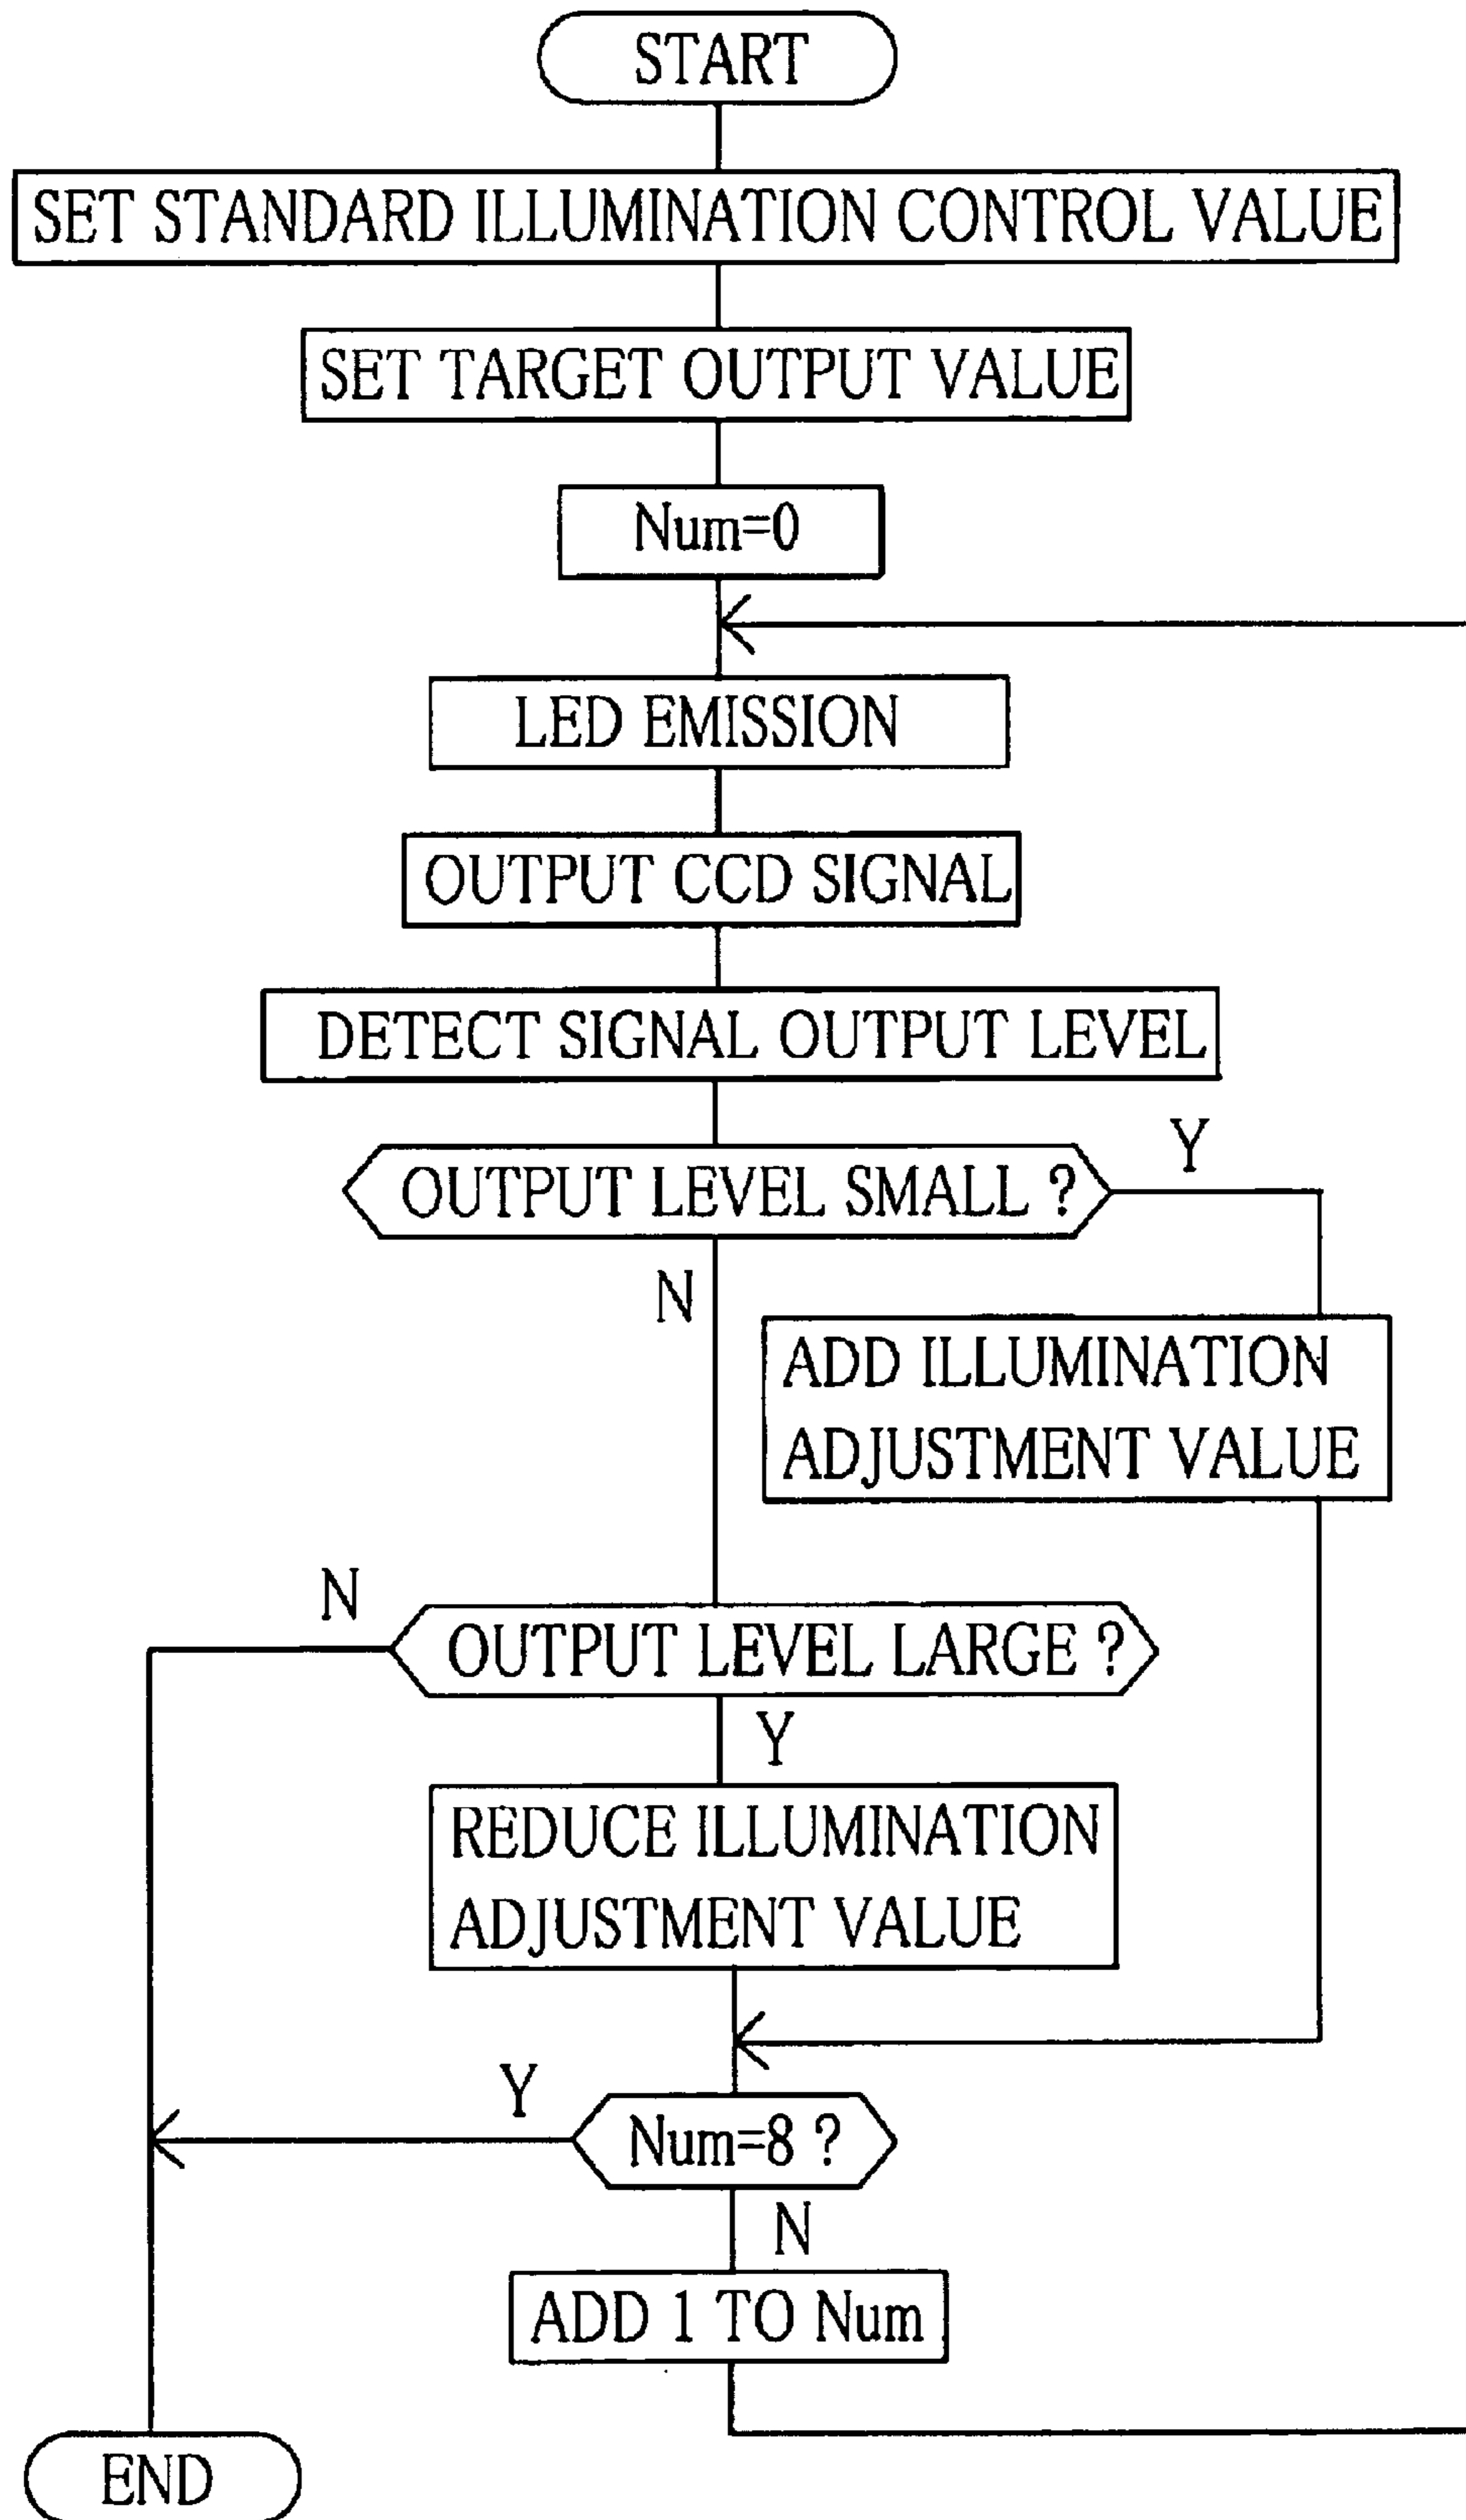 START
SET STANDARD ILLUMINATION CONTROL VALUE
SET TARGET OUTPUT VALUE
Num=0
LED EMISSION
OUTPUT CCD SIGNAL
DETECT SIGNAL OUTPUT LEVEL
Y
OUTPUT LEVEL SMALL ?
N
ADD ILLUMINATION
ADJUSTMENT VALUE
N
OUTPUT LEVEL LARGE ?
Y
REDUCE ILLUMINATION
ADJUSTMENT VALUE
Y
Num=8 ?
N
ADD 1 TO Num
END